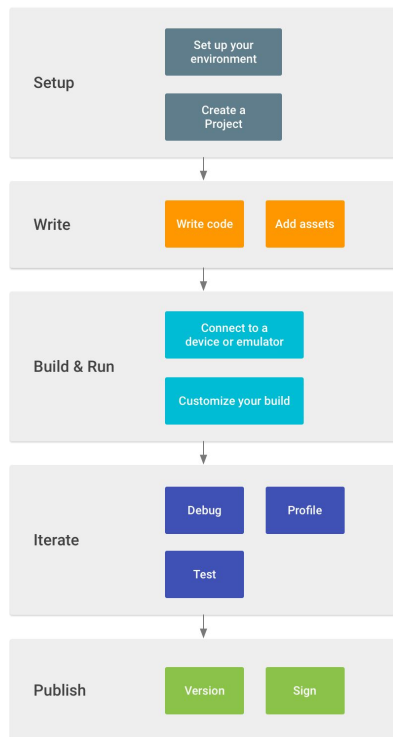 Setup
Set up your
environment
Create a
Project
Write
Write code
Add assets
Build & Run
Connect to a
device or emulator
Customize your build
Iterate
Debug
Profile
Test
Publish
Version
Sign